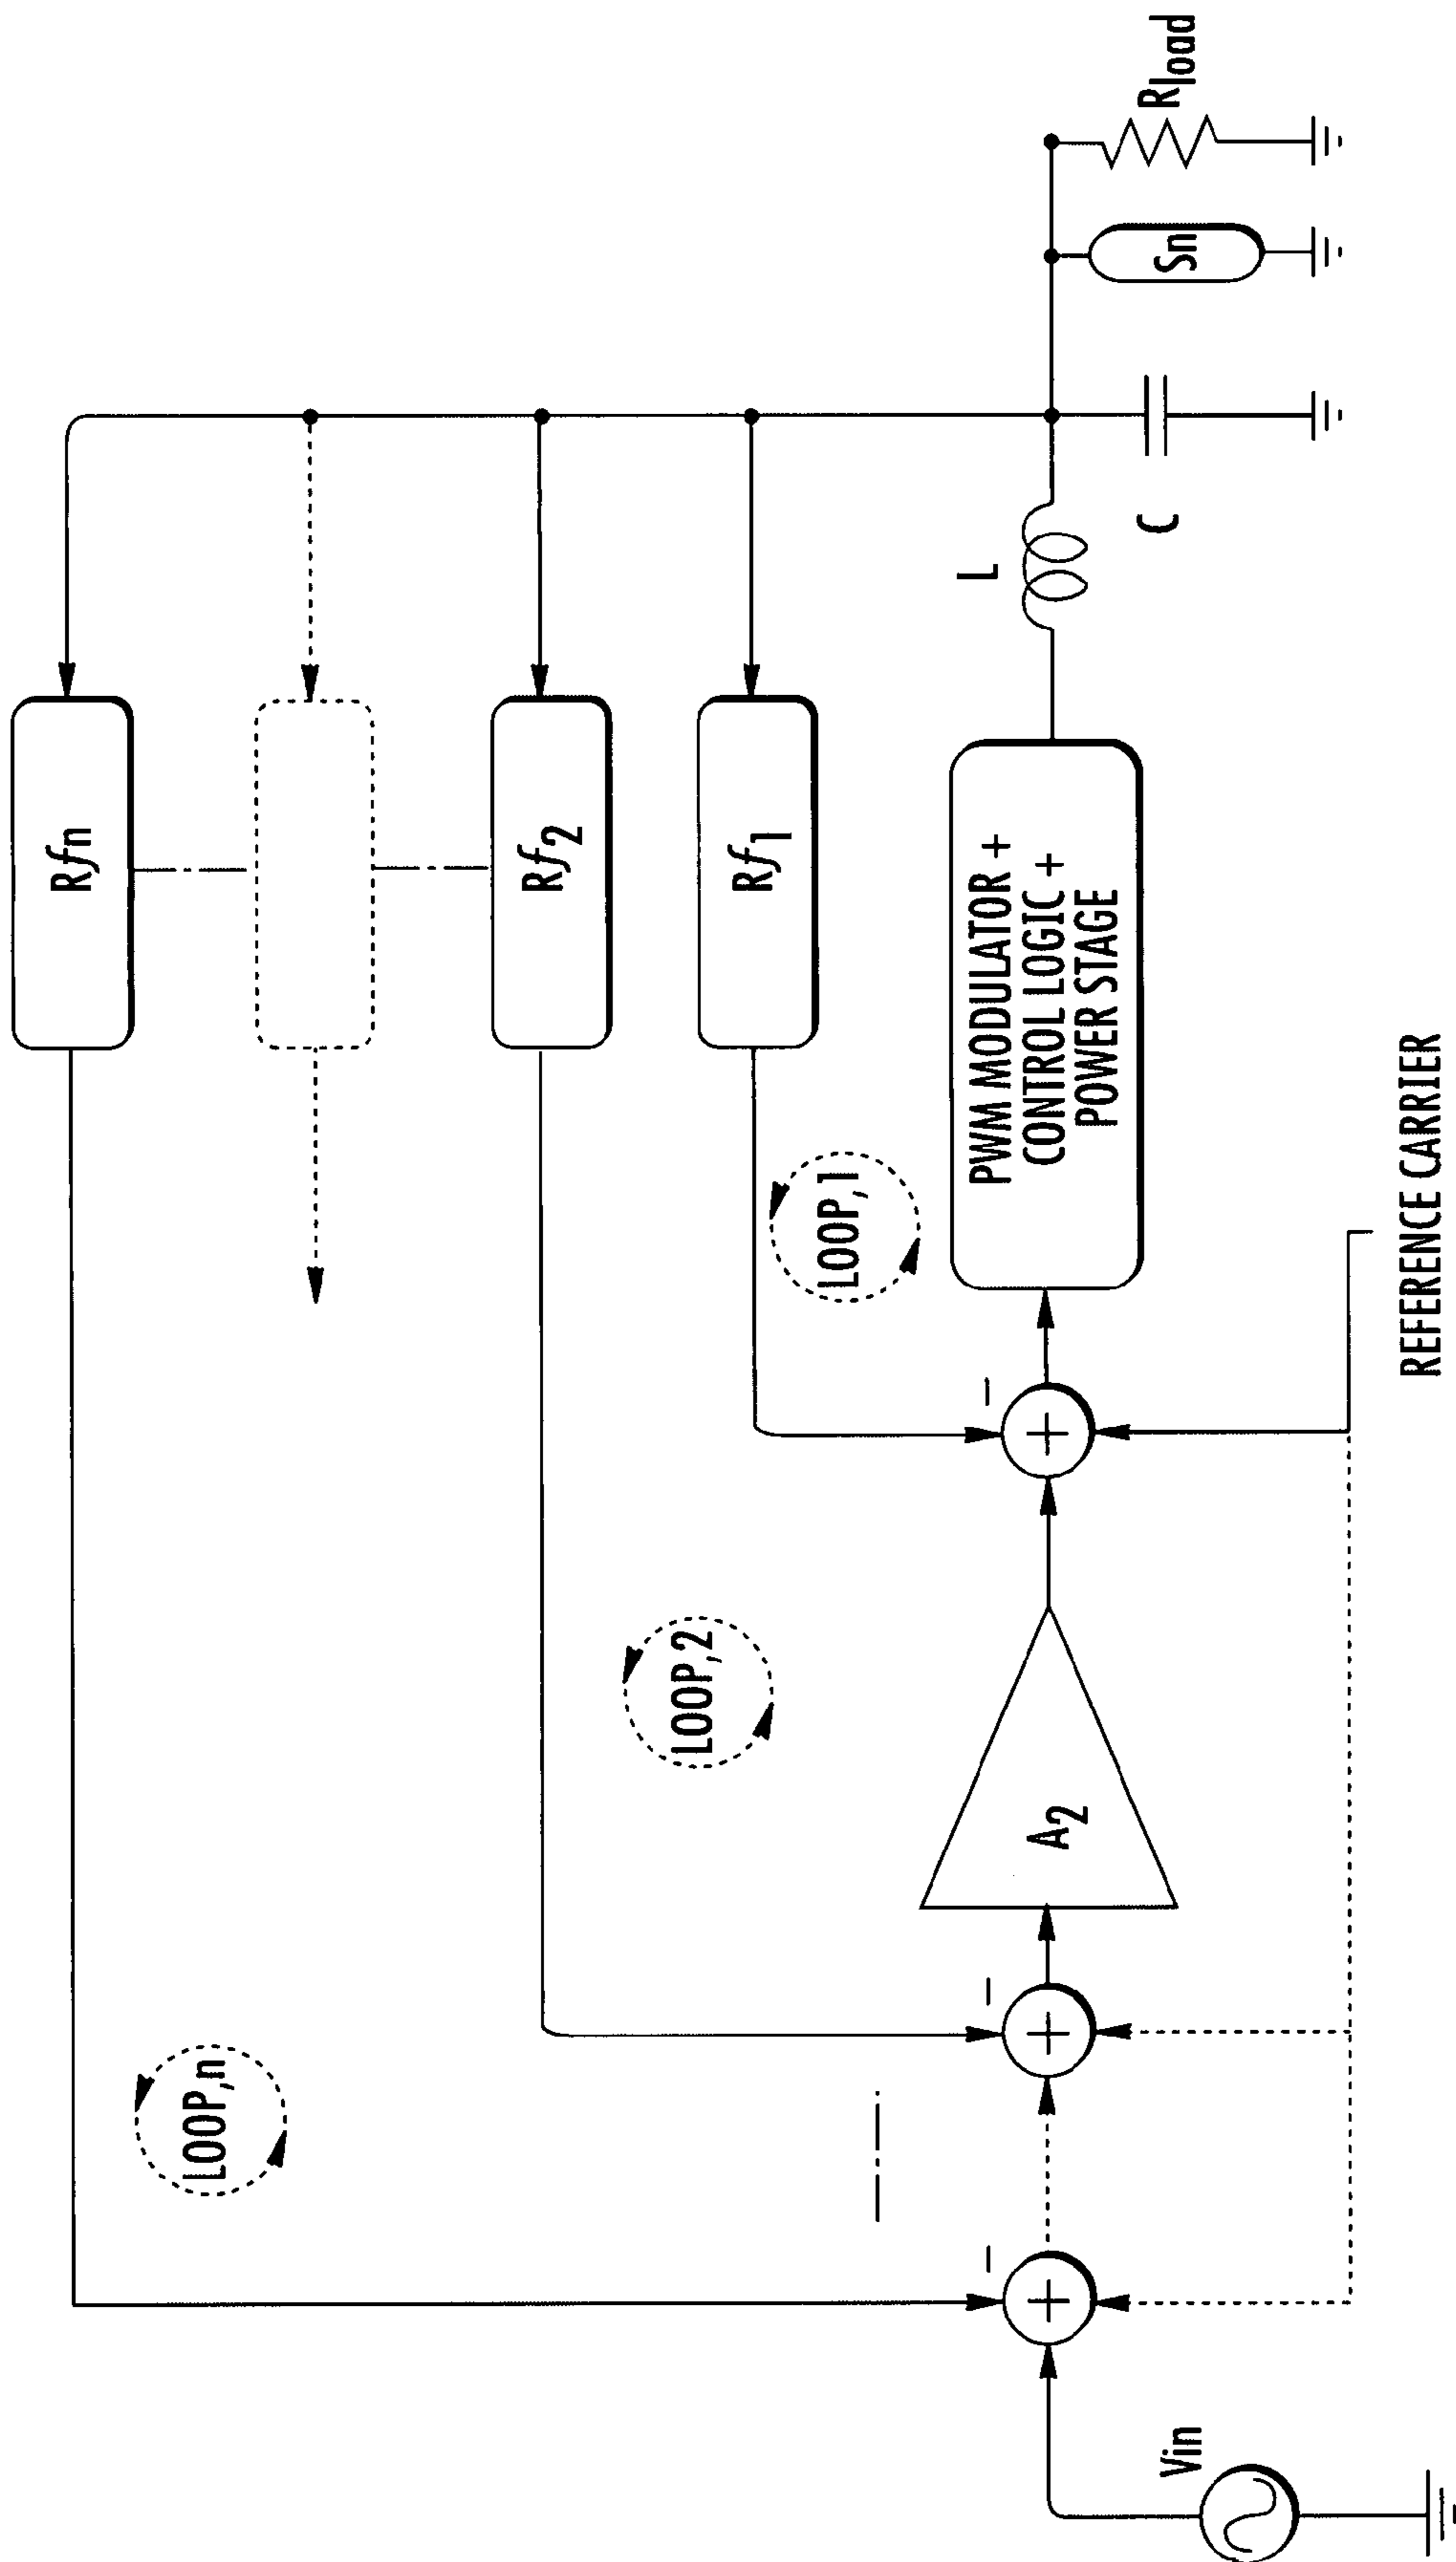 Rfn
Rf2
Rf1
LOOP,n
LOOP,2
LOOP,1
Vin
A2
PWM MODULATOR +
CONTROL LOGIC +
POWER STAGE
L
C
Sn
Rload
REFERENCE CARRIER